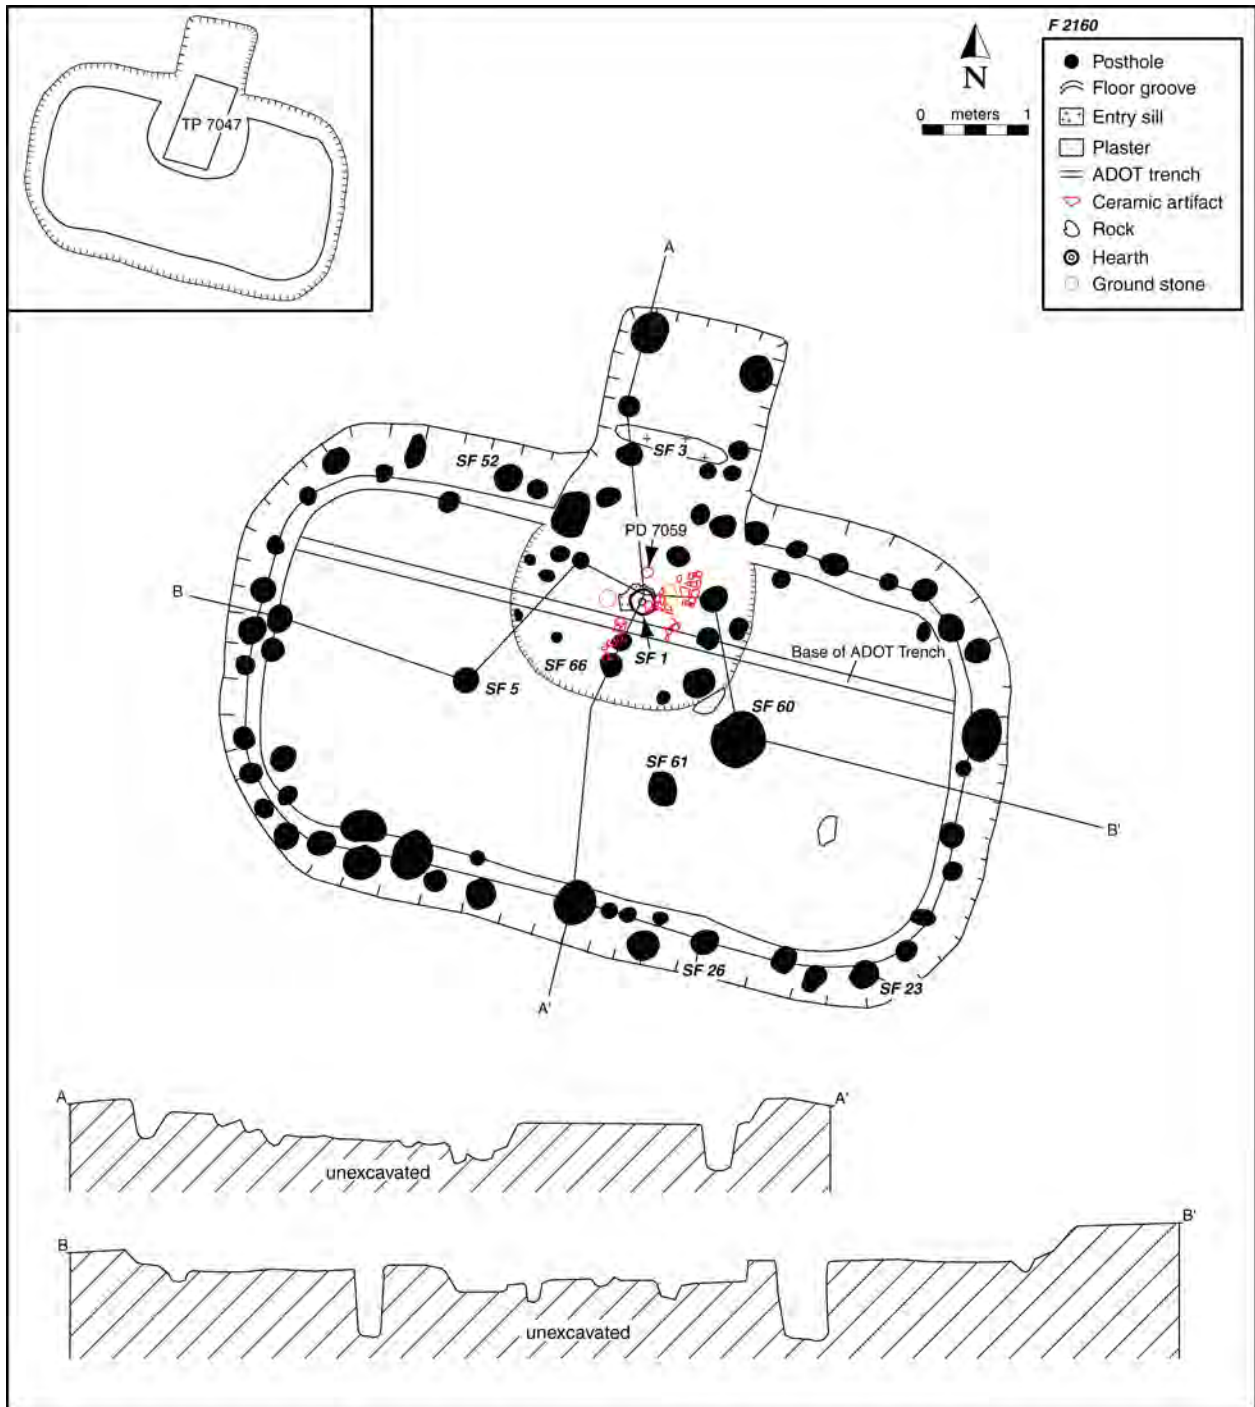 TP 7047
N
0 meters 1
F 2160
Posthole
Floor groove
Entry sill
Plaster
ADOT trench
Ceramic artifact
Rock
Hearth
Ground stone
A
SF 3
SF 52
PD 7059
B
SF 66
SF 1
Base of ADOT Trench
SF 5
SF 60
SF 61
B'
SF 26
SF 23
A'
A
A'
unexcavated
B
B'
unexcavated